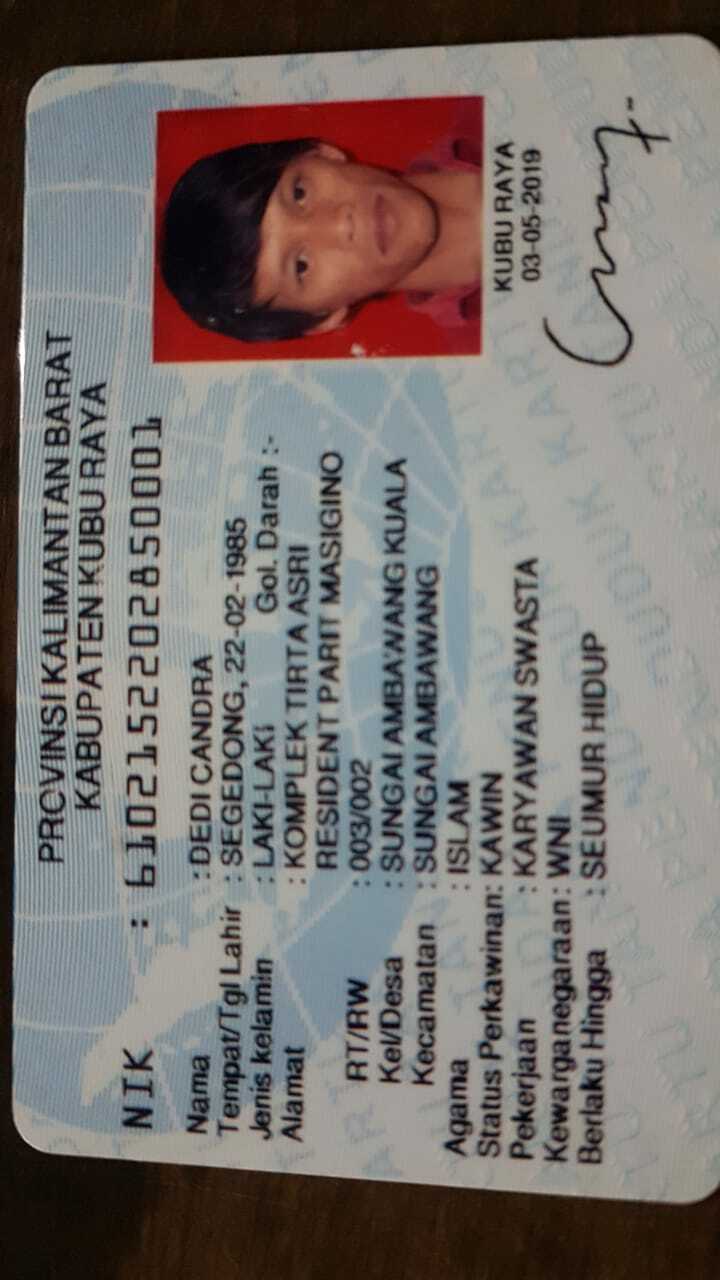 PROVINSI KALIMANTAN BARAT
KABUPATEN KUBU RAYA
NIK : 6102152202850001
Nama : DEDI CANDRA
Tempat/Tgl Lahir : SEGEDONG, 22-02-1985
Jenis kelamin : LAKI-LAKI Gol. Darah :-
Alamat : KOMPLEK TIRTA ASRI
RESIDENT PARIT MASIGINO
RT/RW : 003/002
Kel/Desa : SUNGAI AMBAWANG KUALA
Kecamatan : SUNGAI AMBAWANG
Agama : ISLAM
Status Perkawinan: KAWIN
Pekerjaan : KARYAWAN SWASTA
Kewarganegaraan : WNI
Berlaku Hingga : SEUMUR HIDUP
KUBU RAYA
03-05-2019